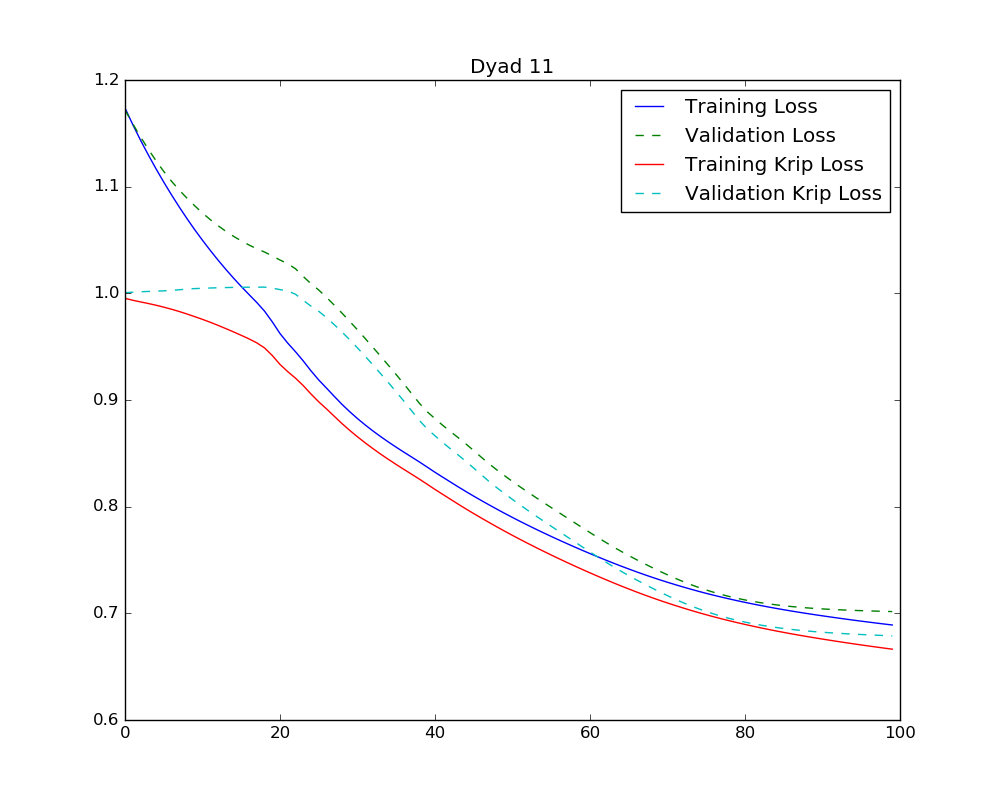 Dyad 11
1.2
1.1
1.0
0.9
0.8
0.7
0.6
0
20
40
60
80
100
Training Loss
Validation Loss
Training Krip Loss
Validation Krip Loss